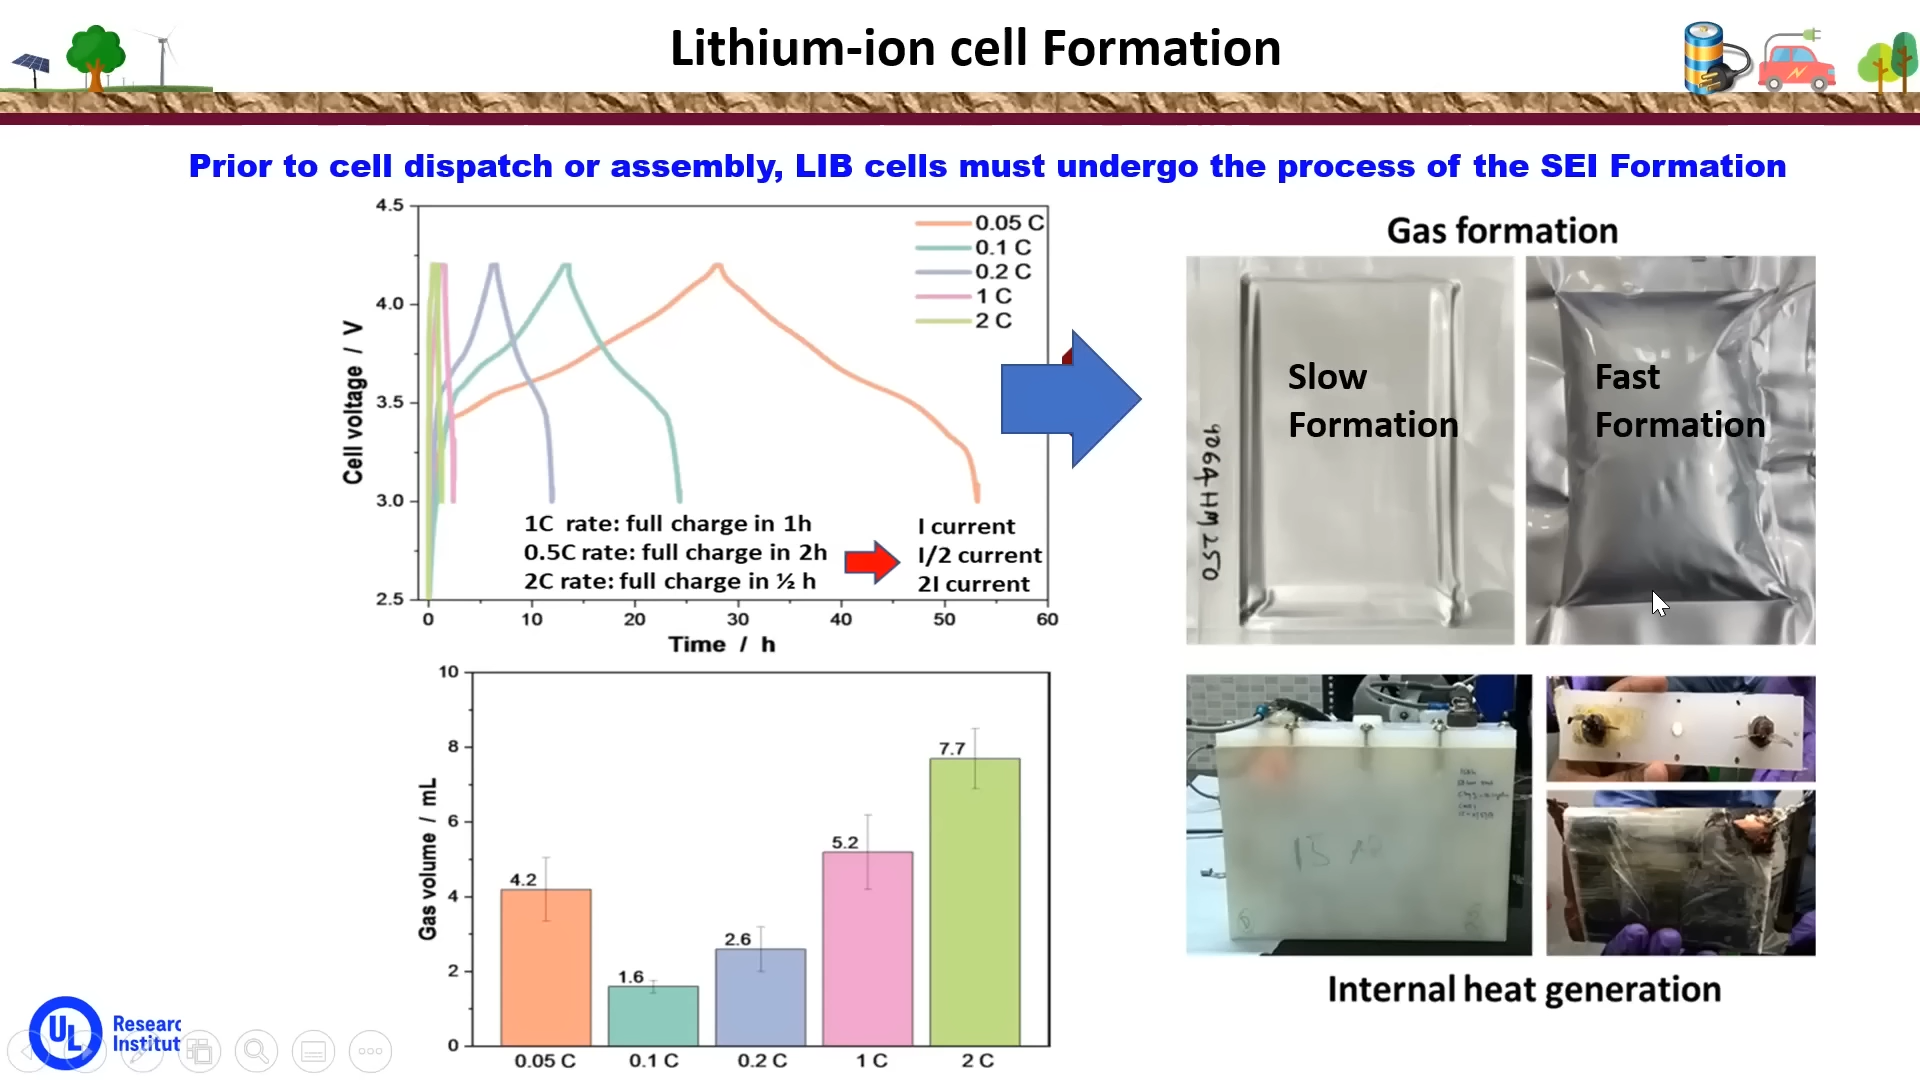 Lithium-ion cell Formation
Prior to cell dispatch or assembly, LIB cells must undergo the process of the SEI Formation
4.5
4.0
3.5
3.0
2.5
Cell voltage / V
0.05 C
0.1 C
0.2 C
1 C
2 C
1C rate: full charge in 1h
0.5C rate: full charge in 2h
2C rate: full charge in ½ h
I current
I/2 current
2I current
0 10 20 30 40 50 60
Time / h
10
8
6
4
2
0
Gas volume / mL
4.2
1.6
2.6
5.2
7.7
0.05 C 0.1 C 0.2 C 1 C 2 C
Gas formation
Slow
Formation
Fast
Formation
Internal heat generation
UL
Research
Institut